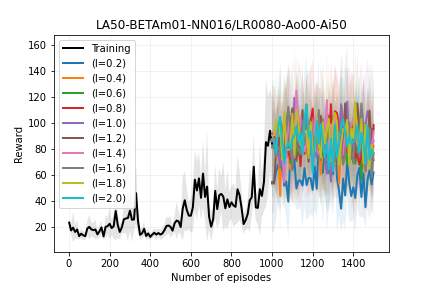 LA50-BETAm01-NN016/LR0080-Ao00-Ai50
160
140
120
100
80
60
40
20
Reward
Training
(l=0.2)
(l=0.4)
(l=0.6)
(l=0.8)
(l=1.0)
(l=1.2)
(l=1.4)
(l=1.6)
(l=1.8)
(l=2.0)
0 200 400 600 800 1000 1200 1400
Number of episodes